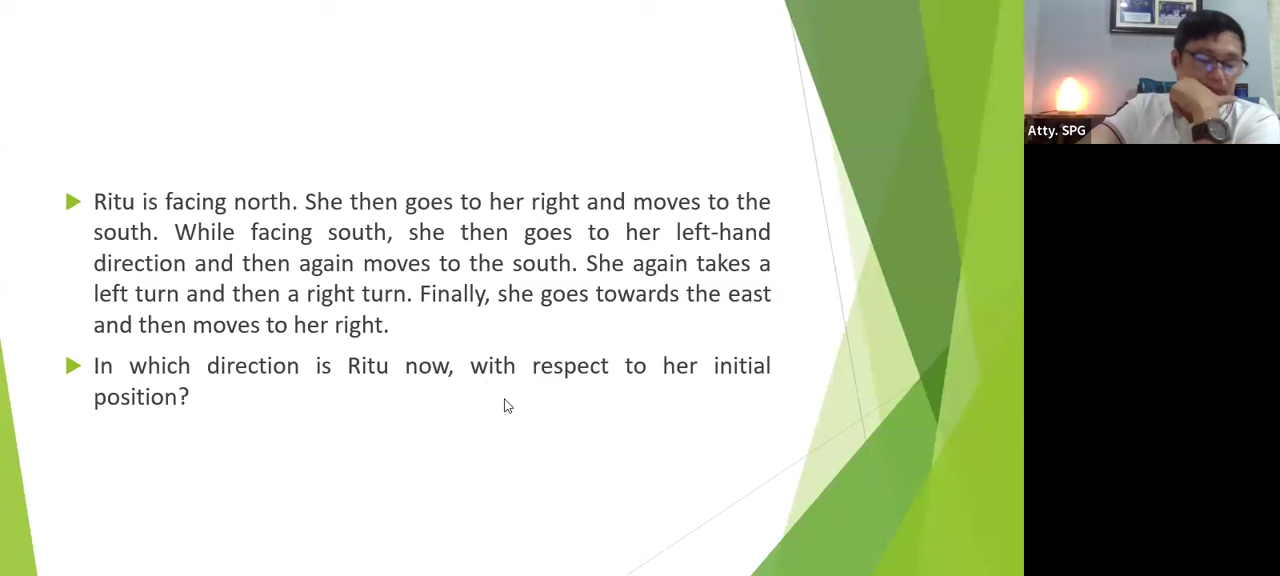 Ritu is facing north. She then goes to her right and moves to the
south. While facing south, she then goes to her left-hand
direction and then again moves to the south. She again takes a
left turn and then a right turn. Finally, she goes towards the east
and then moves to her right.
In which direction is Ritu now, with respect to her initial
position?
Atty. SPG